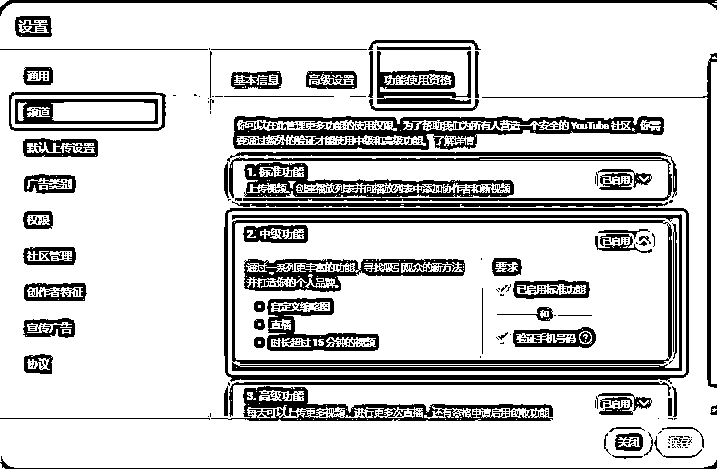 设置
通用
频道
默认上传设置
广告类别
权限
社区管理
创作者特征
宣传广告
协议
基本信息
高级设置
功能使用资格
你可以在此管理更多功能的使用权限。为了帮助我们为所有人营造一个安全的 YouTube 社区，你需
要通过额外的验证才能使用中级和高级功能。了解详情
1. 标准功能
上传视频、创建播放列表并向播放列表中添加协作者和新视频
已启用
2. 中级功能
已启用
通过一系列更丰富的功能，寻找吸引观众的新方法
并打造你的个人品牌。
自定义缩略图
直播
时长超过 15 分钟的视频
要求
已启用标准功能
和
验证手机号码
3. 高级功能
每天可以上传更多视频、进行更多次直播，还有资格申请启用创收功能
已启用
关闭
保存